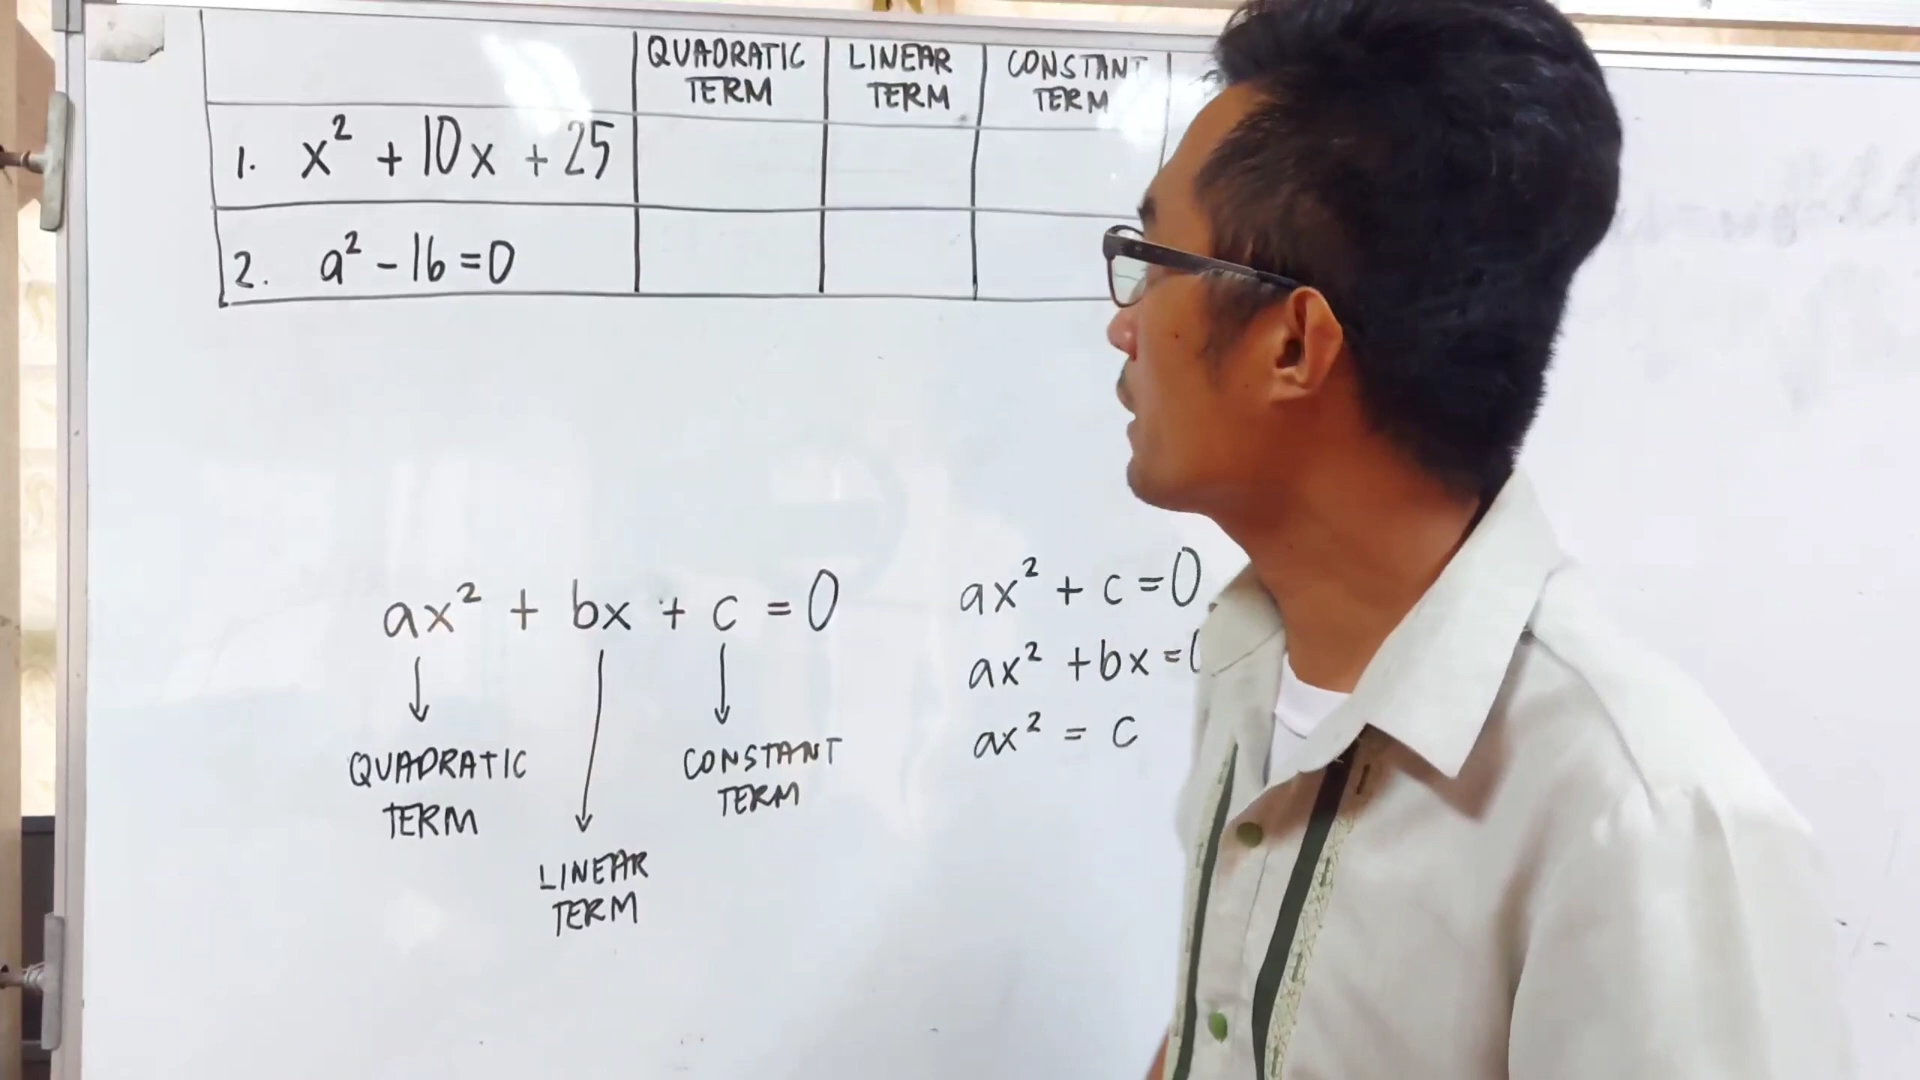 QUADRATIC TERM
LINEAR TERM
CONSTANT TERM
1. x² + 10x + 25
2. a² - 16 = 0
ax² + bx + c = 0
QUADRATIC TERM
LINEAR TERM
CONSTANT TERM
ax² + c = 0
ax² + bx = 0
ax² = c